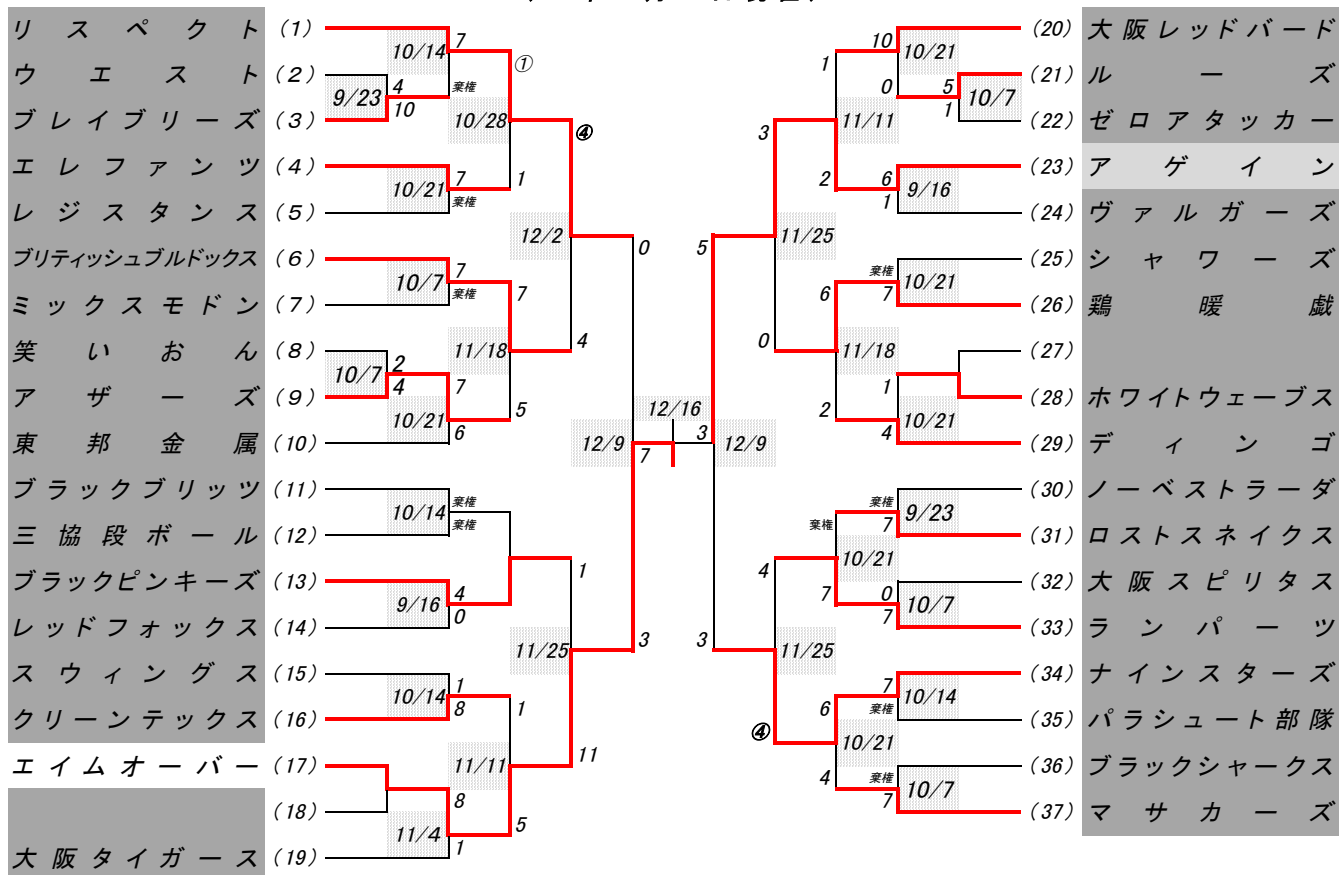 リスペクト (1)
ウエスト (2)
ブレイブリーズ (3)
エレファンツ (4)
レジスタンス (5)
ブリティッシュブルドックス (6)
ミックスモドン (7)
笑いおん (8)
アザーズ (9)
東邦金属 (10)
ブラックブリッツ (11)
三協段ボール (12)
ブラックピンキーズ (13)
レッドフォックス (14)
スウィングス (15)
クリーンテックス (16)
エイムオーバー (17)
(18)
大阪タイガース (19)
9/23
4
10
10/7
2
4
10/14
7
棄権
10/21
7
棄権
10/7
7
棄権
10/21
7
6
10/14
棄権
棄権
9/16
4
0
10/14
1
8
11/4
8
1
10/28
①
1
11/18
7
5
11/11
1
5
12/2
④
4
11/25
1
11
12/9
0
7
3
12/16
5
3
3
12/9
11/25
3
0
11/25
4
④
11/11
1
2
11/18
6
2
10/21
棄権
7
10/21
6
4
10/21
10
0
9/16
6
1
10/21
棄権
7
10/21
1
4
9/23
棄権
7
10/7
0
7
10/14
7
棄権
10/7
棄権
7
10/7
5
1
(20) 大阪レッドバード
(21) ルーズ
(22) ゼロアタッカー
(23) アゲイン
(24) ヴァルガーズ
(25) シャワーズ
(26) 鶏暖戯
(27)
(28) ホワイトウェーブス
(29) ディンゴ
(30) ノーベストラーダ
(31) ロストスネイクス
(32) 大阪スピリタス
(33) ランパーツ
(34) ナインスターズ
(35) パラシュート部隊
(36) ブラックシャークス
(37) マサカーズ